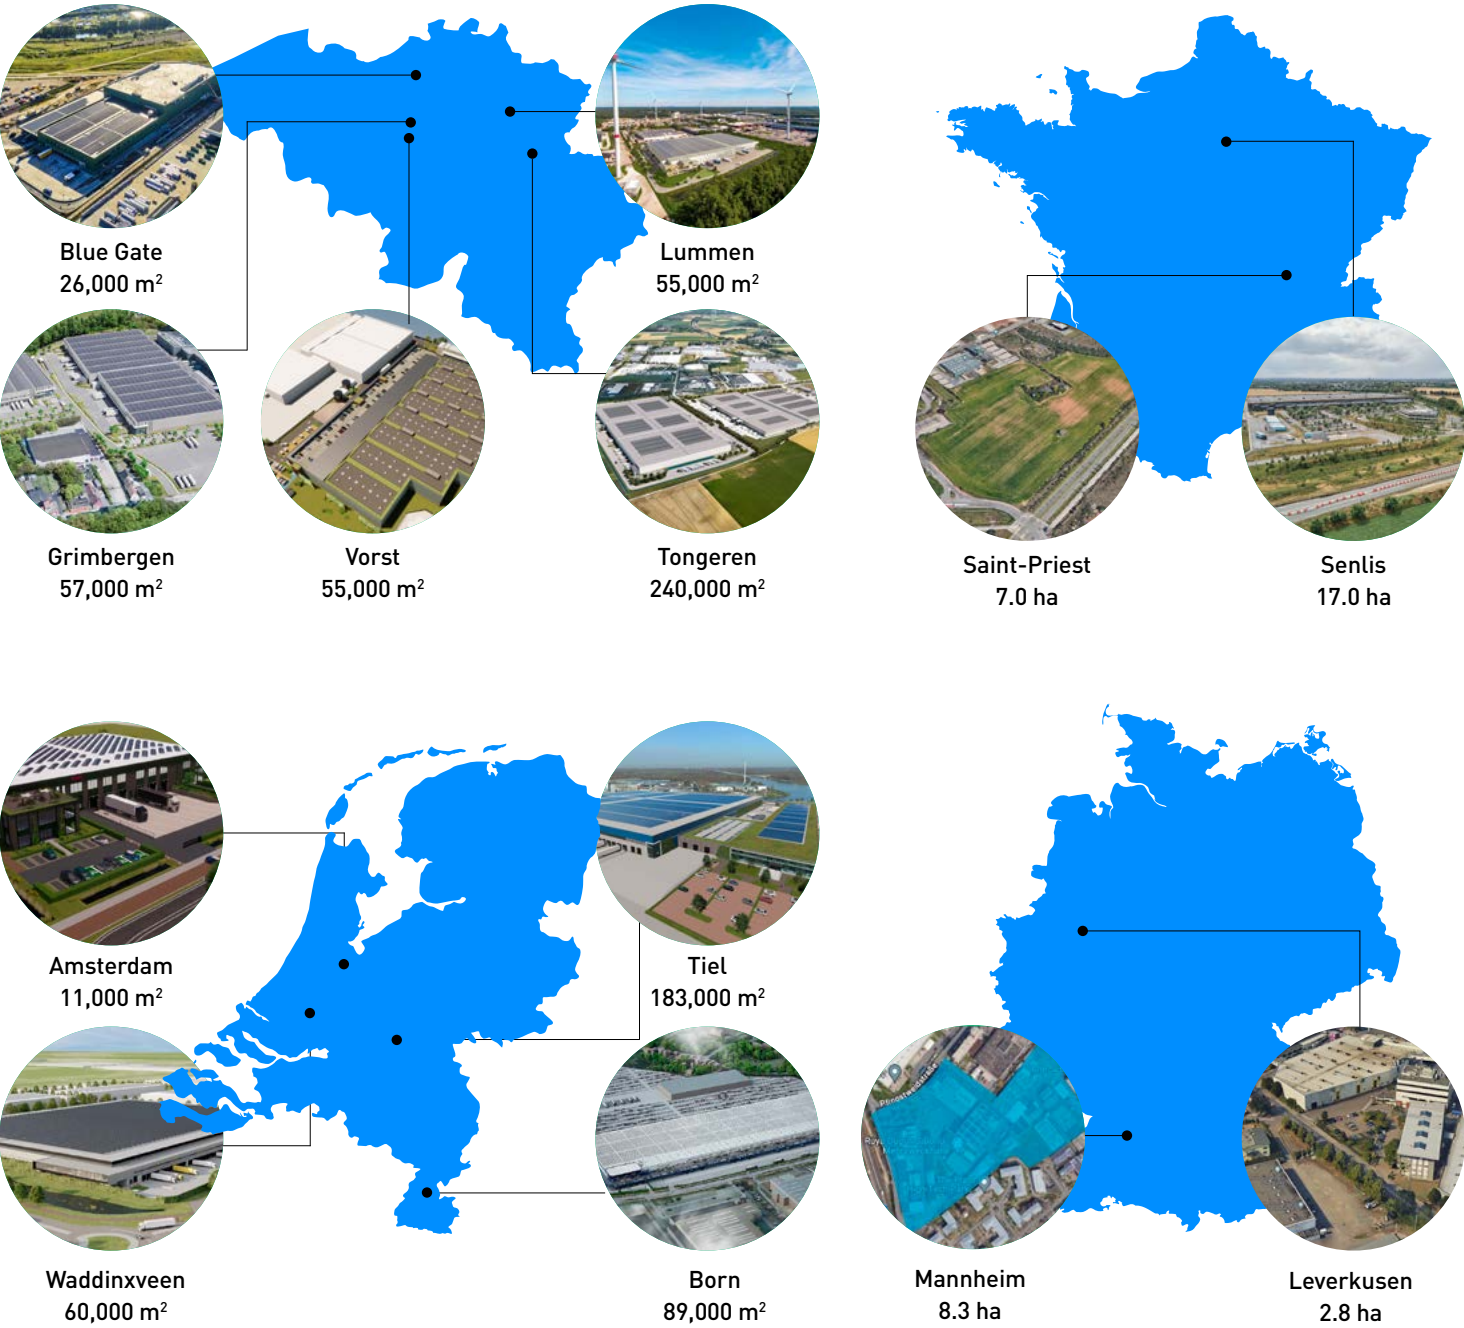 Blue Gate
26,000 m²
Lummen
55,000 m²
Grimbergen
57,000 m²
Vorst
55,000 m²
Tongeren
240,000 m²
Saint-Priest
7.0 ha
Senlis
17.0 ha
Amsterdam
11,000 m²
Tiel
183,000 m²
Waddinxveen
60,000 m²
Born
89,000 m²
Mannheim
8.3 ha
Leverkusen
2.8 ha